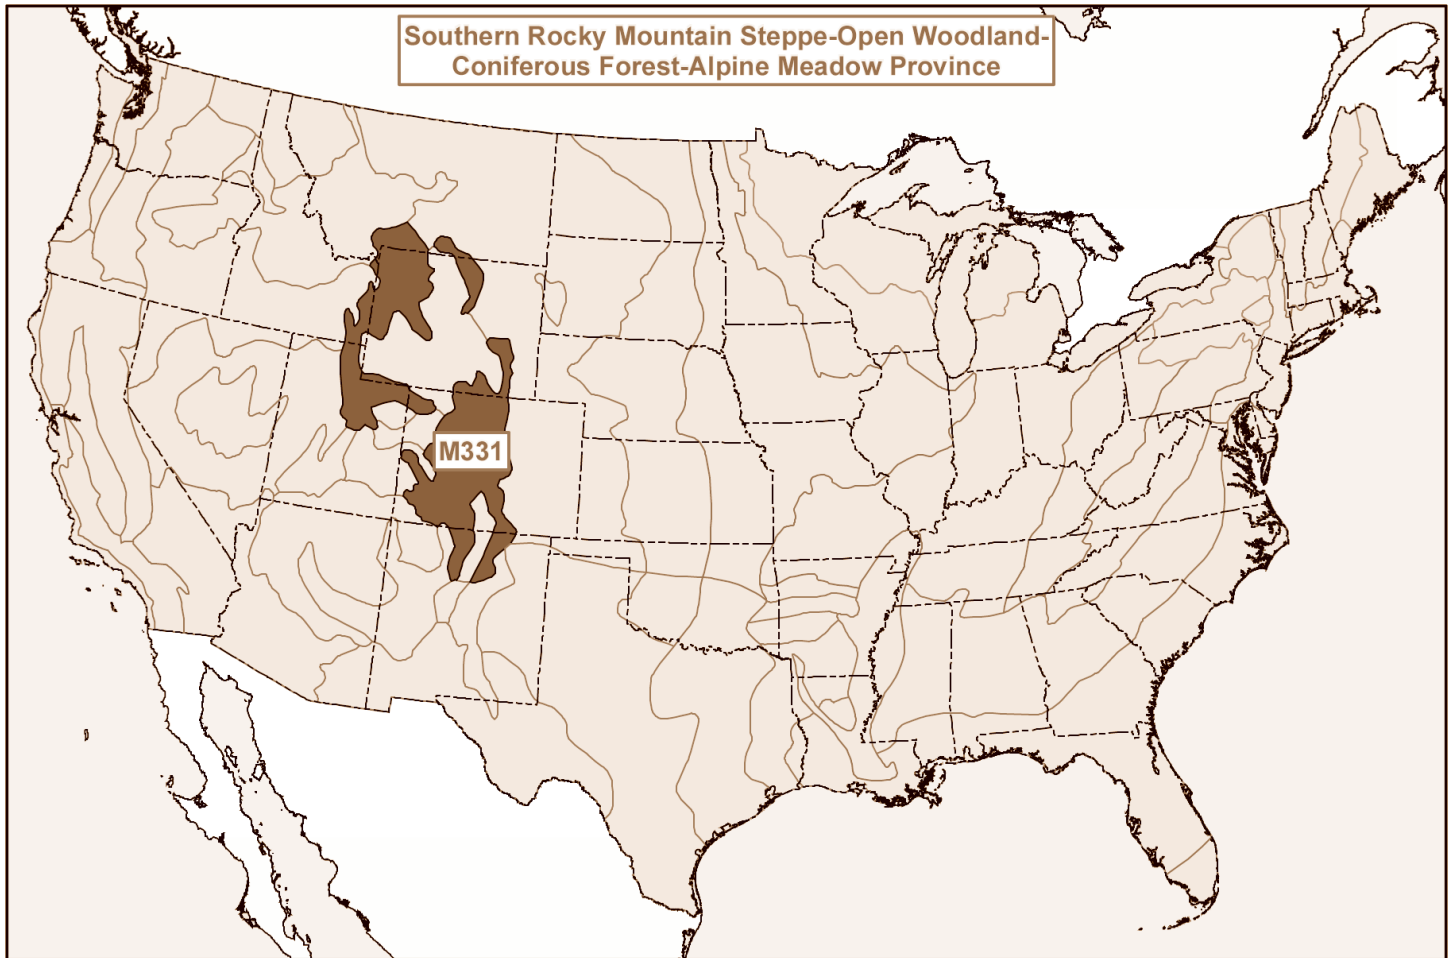 Southern Rocky Mountain Steppe-Open Woodland-
Coniferous Forest-Alpine Meadow Province
M331